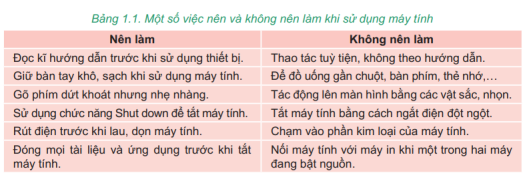 Bảng 1.1. Một số việc nên và không nên làm khi sử dụng máy tính
Nên làm
Không nên làm
Đọc kĩ hướng dẫn trước khi sử dụng thiết bị.
Thao tác tuỳ tiện, không theo hướng dẫn.
Giữ bàn tay khô, sạch khi sử dụng máy tính.
Để đồ uống gần chuột, bàn phím, thẻ nhớ,...
Gõ phím dứt khoát nhưng nhẹ nhàng.
Tác động lên màn hình bằng các vật sắc, nhọn.
Sử dụng chức năng Shut down để tắt máy tính.
Tắt máy tính bằng cách ngắt điện đột ngột.
Rút điện trước khi lau, dọn máy tính.
Chạm vào phần kim loại của máy tính.
Đóng mọi tài liệu và ứng dụng trước khi tắt
máy tính.
Nối máy tính với máy in khi một trong hai máy
đang bật nguồn.